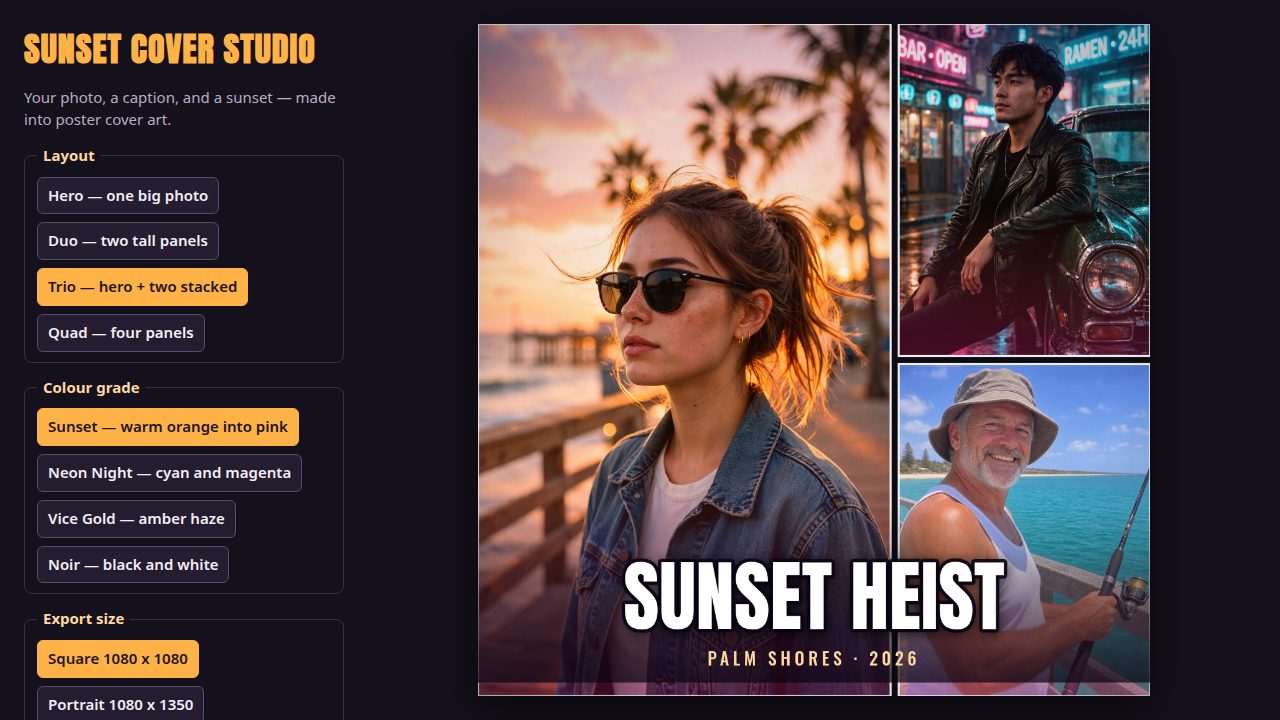 SUNSET COVER STUDIO
Your photo, a caption, and a sunset — made
into poster cover art.
Layout
Hero — one big photo
Duo — two tall panels
Trio — hero + two stacked
Quad — four panels
Colour grade
Sunset — warm orange into pink
Neon Night — cyan and magenta
Vice Gold — amber haze
Noir — black and white
Export size
Square 1080 x 1080
Portrait 1080 x 1350
BAR • OPEN
RAMEN • 24H
SUNSET HEIST
PALM SHORES · 2026